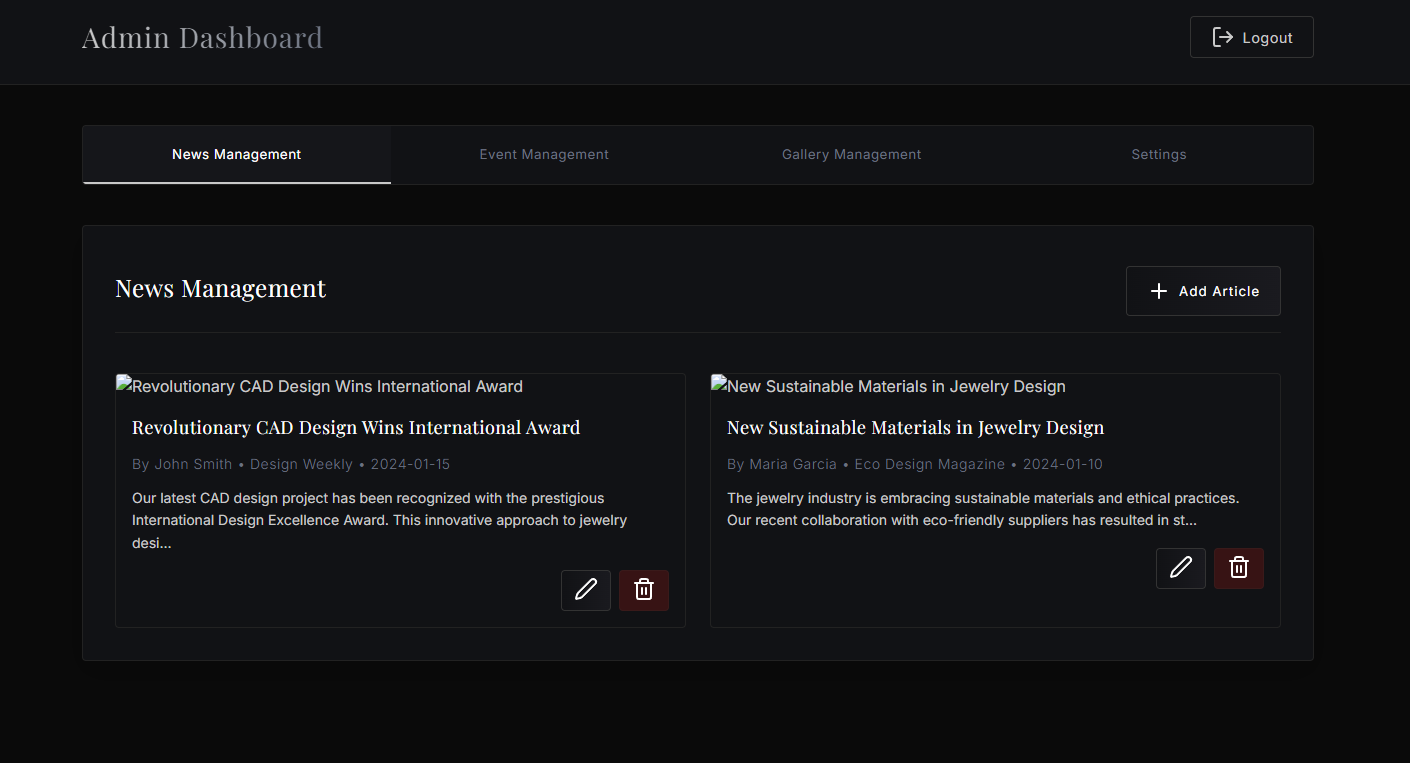 Admin Dashboard
Logout
News Management
Event Management
Gallery Management
Settings
News Management
Add Article
Revolutionary CAD Design Wins International Award
Revolutionary CAD Design Wins International Award
By John Smith • Design Weekly • 2024-01-15
Our latest CAD design project has been recognized with the prestigious
International Design Excellence Award. This innovative approach to jewelry
desi...
New Sustainable Materials in Jewelry Design
New Sustainable Materials in Jewelry Design
By Maria Garcia • Eco Design Magazine • 2024-01-10
The jewelry industry is embracing sustainable materials and ethical practices.
Our recent collaboration with eco-friendly suppliers has resulted in st...